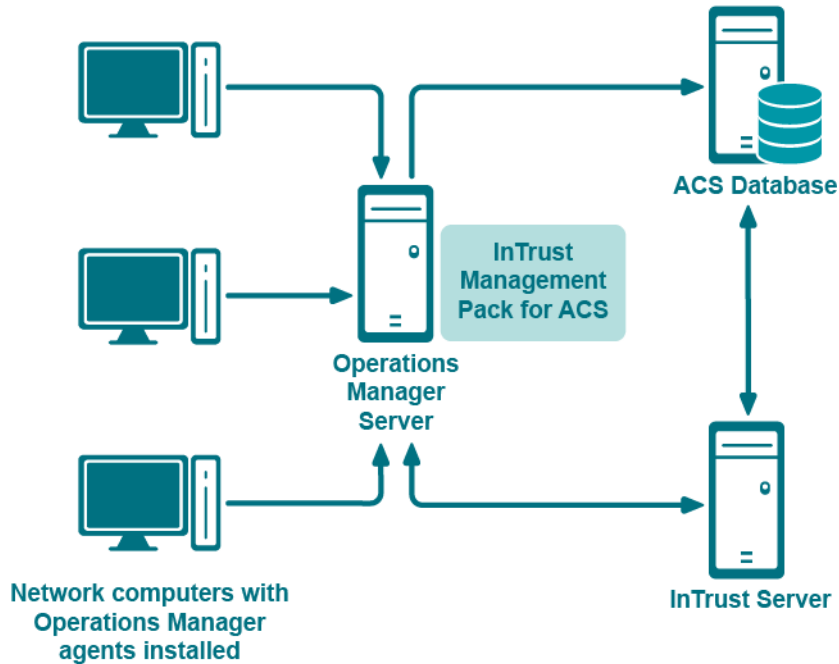 ACS Database
InTrust
Management
Pack for ACS
Operations
Manager
Server
Network computers with
Operations Manager
agents installed
InTrust Server